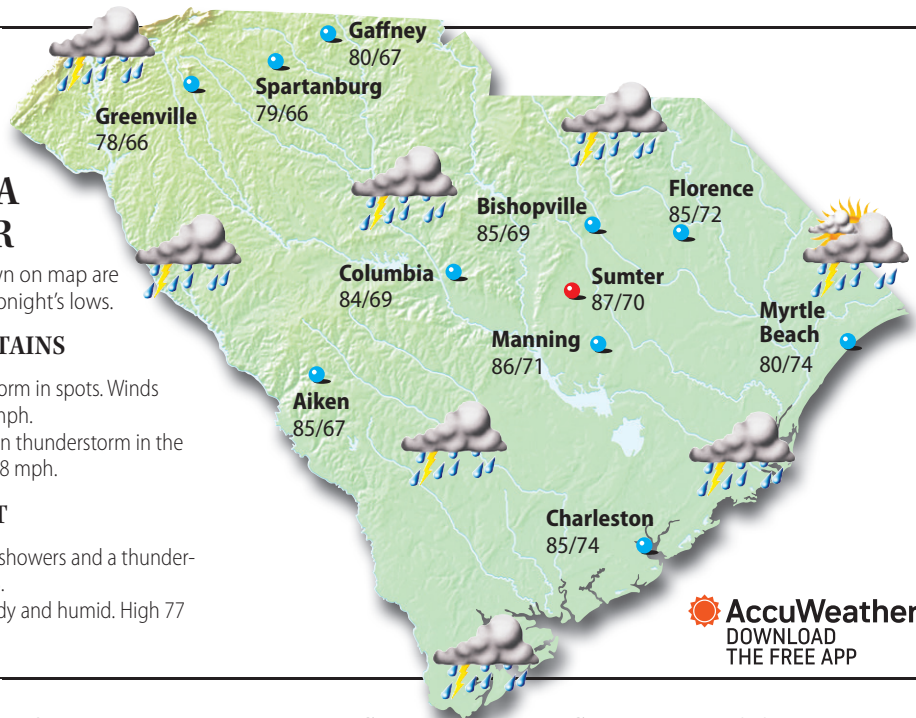 Gaffney
80/67
Spartanburg
79/66
Greenville
78/66
Bishopville
85/69
Florence
85/72
Columbia
84/69
Sumter
87/70
Manning
86/71
Myrtle
Beach
80/74
Aiken
85/67
Charleston
85/74
A
R
on map are
onight's lows.
TAINS
orm in spots. Winds
mph.
n thunderstorm in the
8 mph.
T
showers and a thunder-
dy and humid. High 77
AccuWeather
DOWNLOAD
THE FREE APP